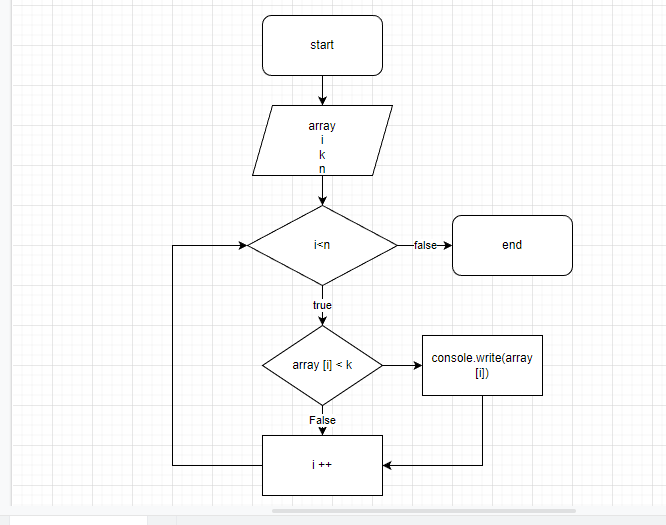 start
array
i
k
n
i<n
false
end
true
array [i] < k
console.write(array
[i])
False
i ++